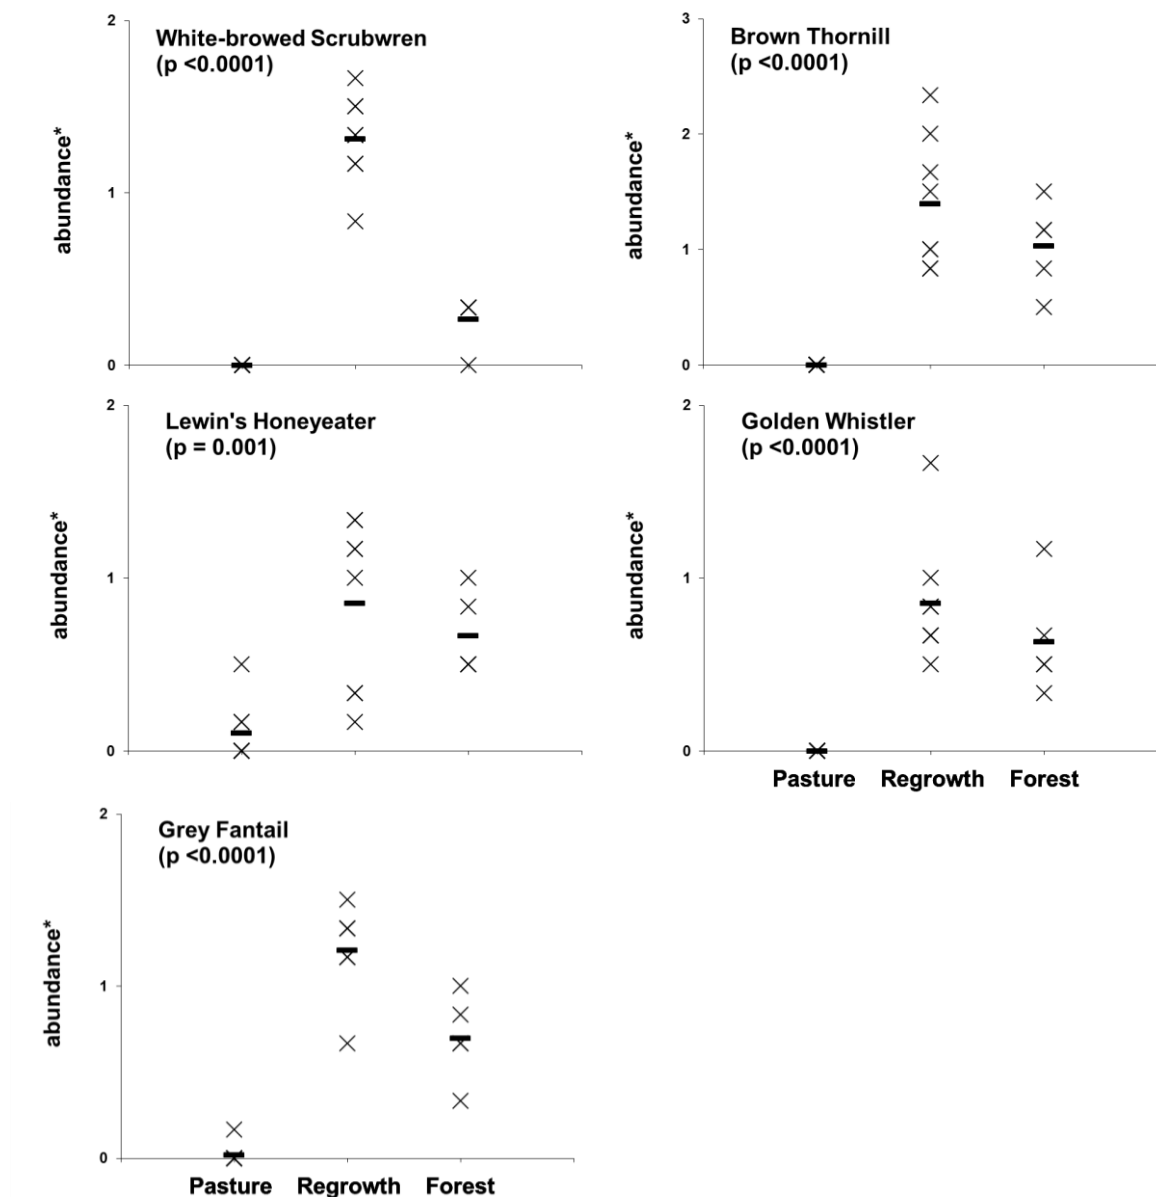 2
White-browed Scrubwren
(p <0.0001)
abundance*
1
0
3
Brown Thornill
(p <0.0001)
2
abundance*
1
0
2
Lewin's Honeyeater
(p = 0.001)
abundance*
1
0
2
Golden Whistler
(p <0.0001)
abundance*
1
0
Pasture Regrowth Forest
2
Grey Fantail
(p <0.0001)
abundance*
1
0
Pasture Regrowth Forest